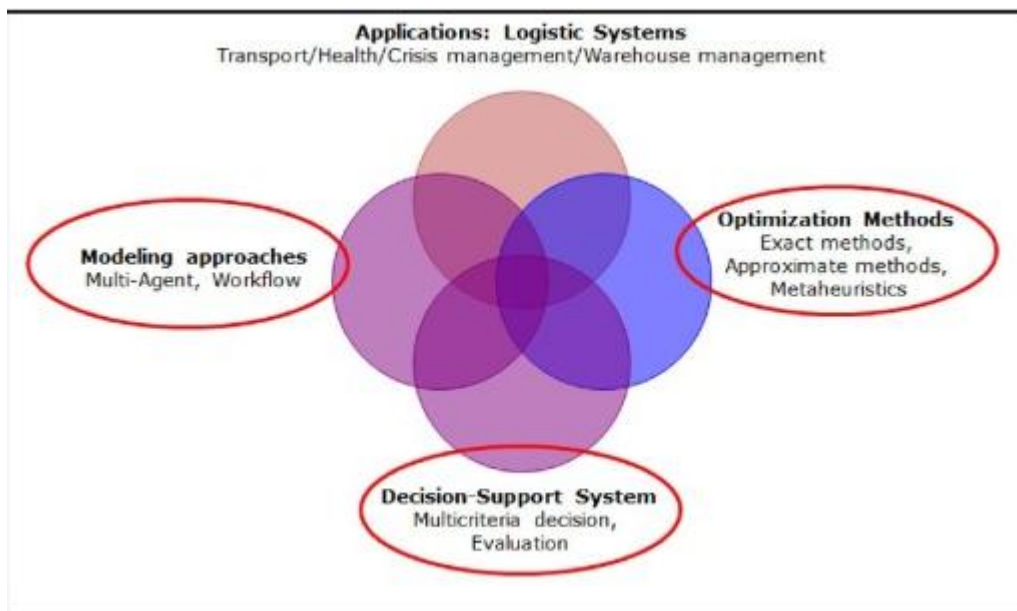 Applications: Logistic Systems
Transport/Health/Crisis management/Warehouse management
Modeling approaches
Multi-Agent, Workflow
Optimization Methods
Exact methods,
Approximate methods,
Metaheuristics
Decision-Support System
Multicriteria decision,
Evaluation